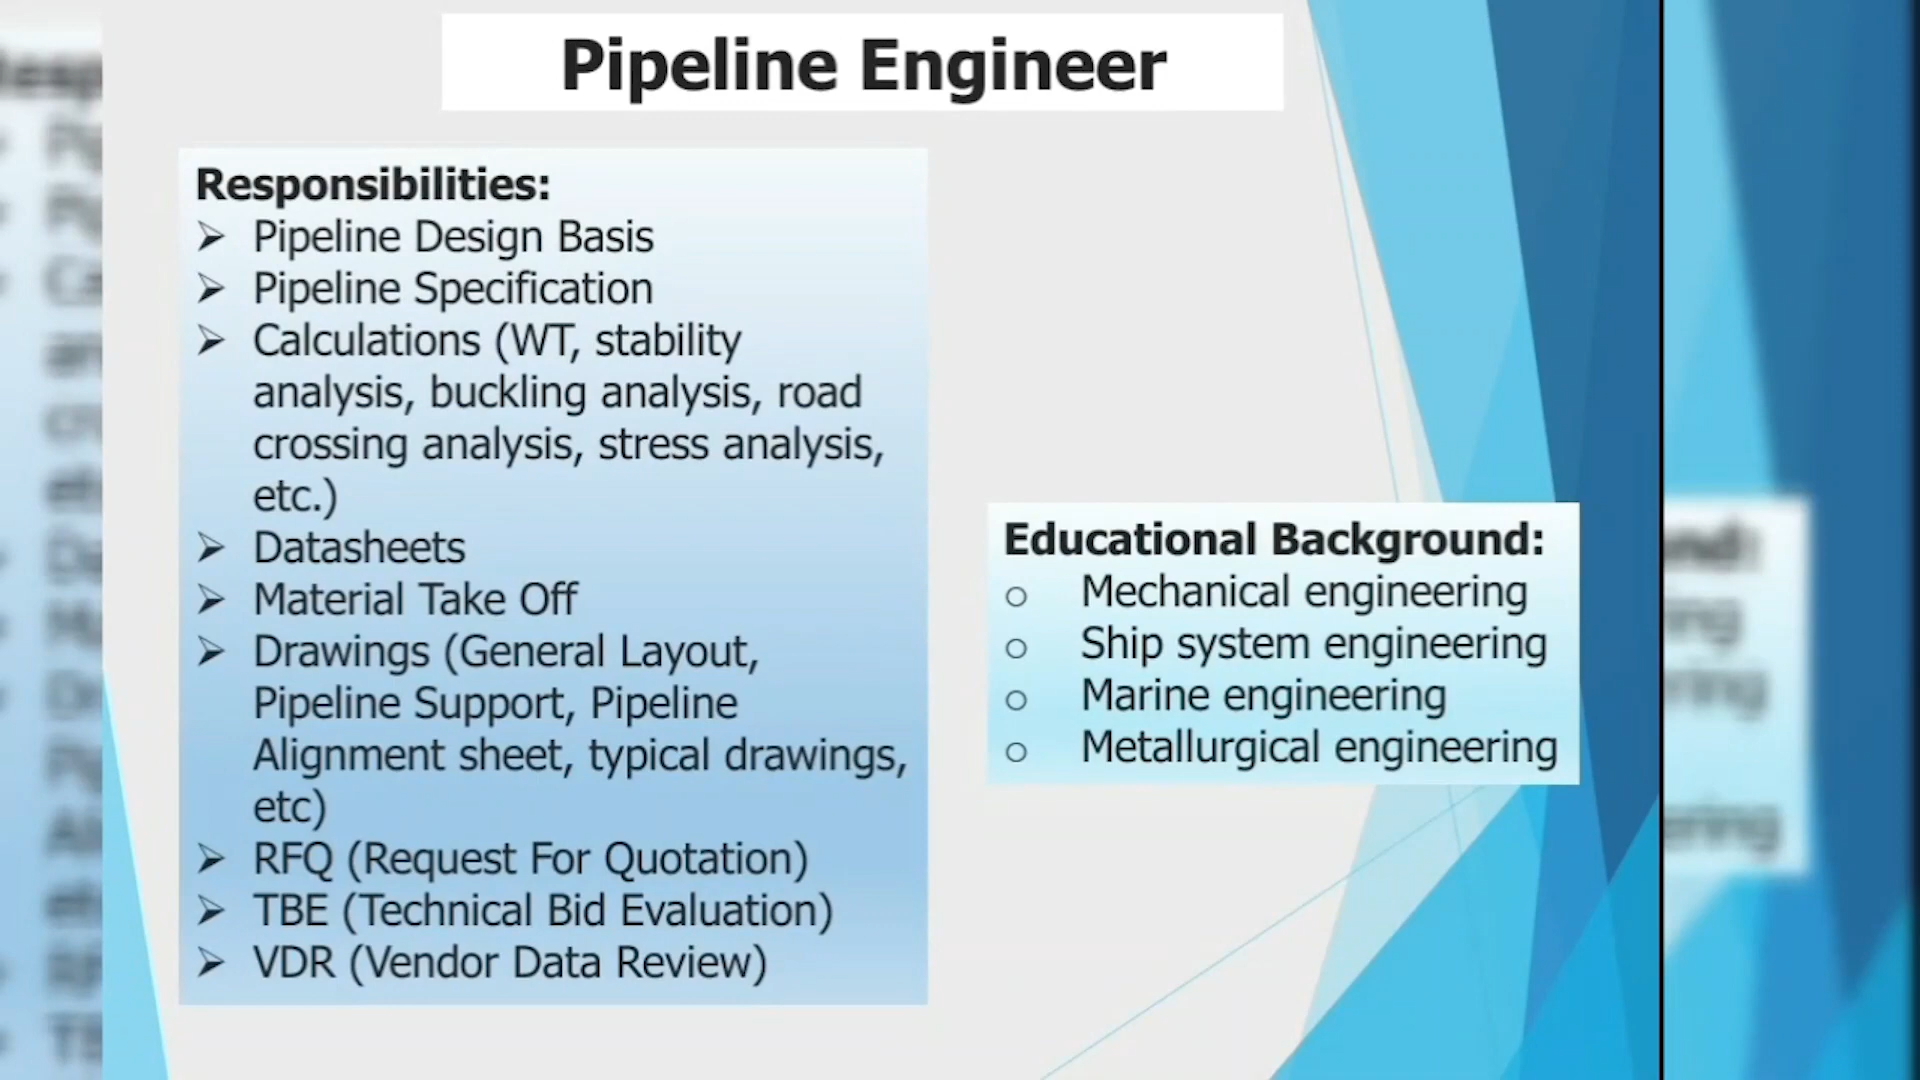 Pipeline Engineer
Responsibilities:
Pipeline Design Basis
Pipeline Specification
Calculations (WT, stability
analysis, buckling analysis, road
crossing analysis, stress analysis,
etc.)
Datasheets
Material Take Off
Drawings (General Layout,
Pipeline Support, Pipeline
Alignment sheet, typical drawings,
etc)
RFQ (Request For Quotation)
TBE (Technical Bid Evaluation)
VDR (Vendor Data Review)
Educational Background:
Mechanical engineering
Ship system engineering
Marine engineering
Metallurgical engineering